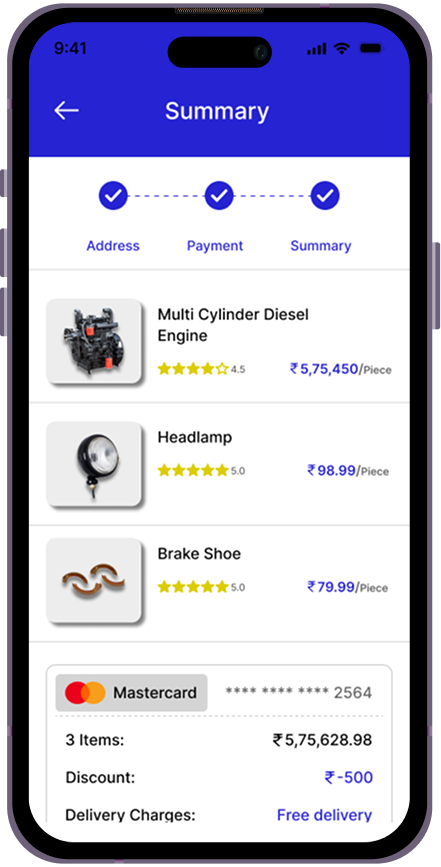 9:41
Summary
Address Payment Summary
Multi Cylinder Diesel
Engine
4.5 ₹5,75,450/Piece
Headlamp
5.0 ₹98.99/Piece
Brake Shoe
5.0 ₹79.99/Piece
Mastercard **** **** **** 2564
3 Items: ₹5,75,628.98
Discount: ₹-500
Delivery Charges: Free delivery